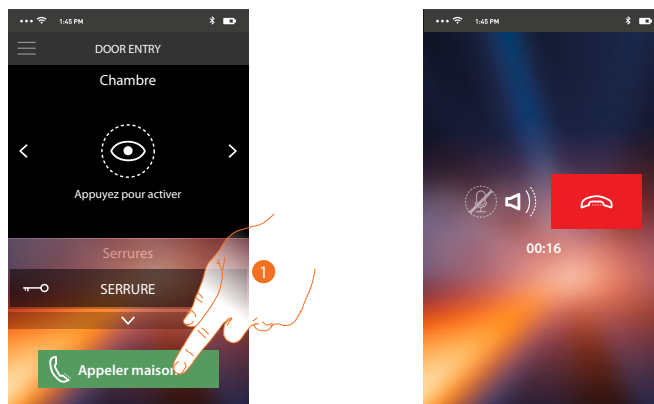 1:45 PM
DOOR ENTRY
Chambre
Appuyez pour activer
Serrures
SERRURE
1
Appeler maison
1:45 PM
00:16